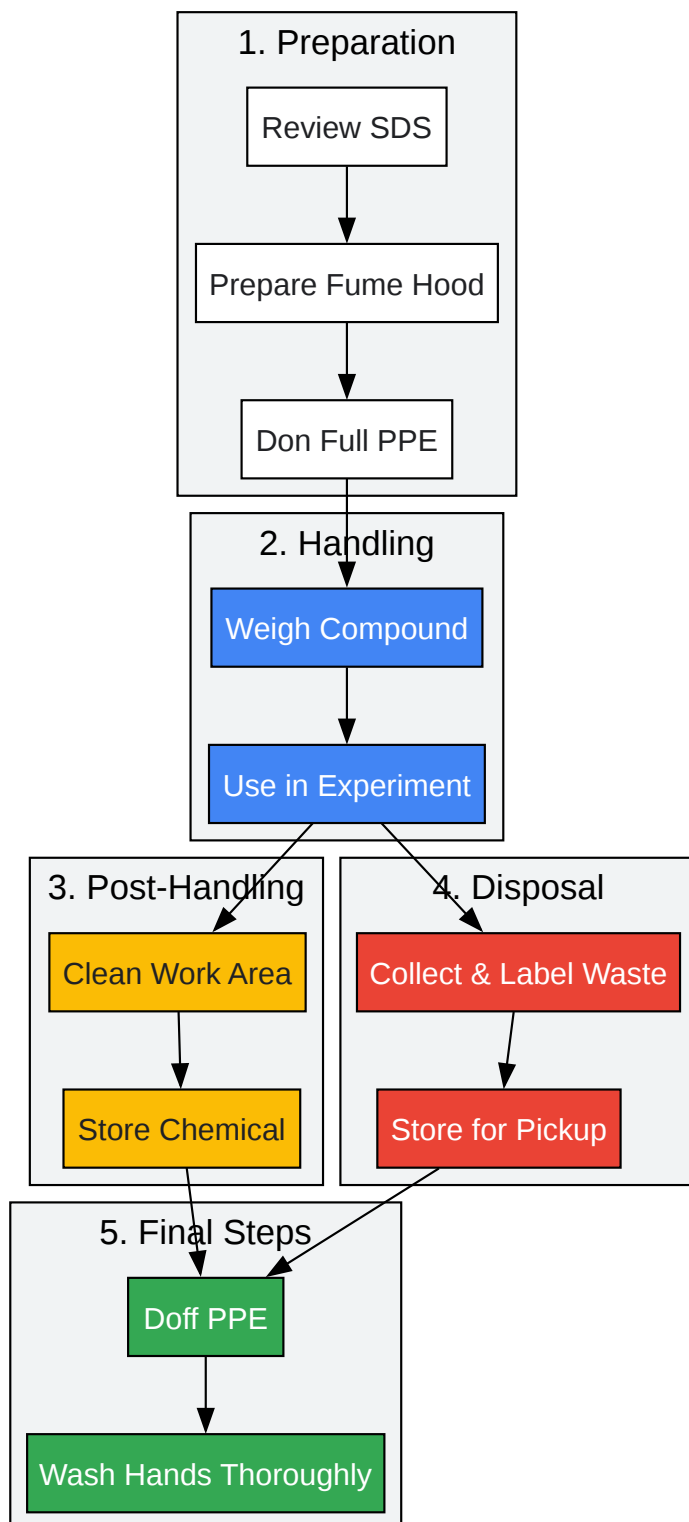 1. Preparation
Review SDS
Prepare Fume Hood
Don Full PPE
2. Handling
Weigh Compound
Use in Experiment
3. Post-Handling
Clean Work Area
Store Chemical
4. Disposal
Collect & Label Waste
Store for Pickup
5. Final Steps
Doff PPE
Wash Hands Thoroughly